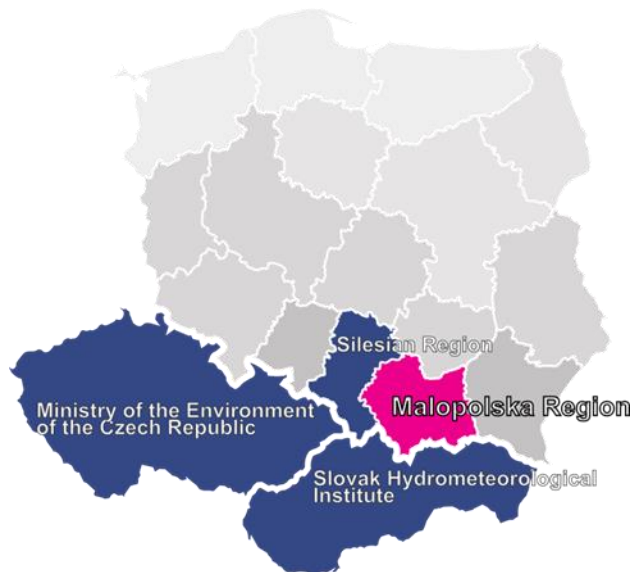 Silesian Region
Malopolska Region
Ministry of the Environment
of the Czech Republic
Slovak Hydrometeorological
Institute